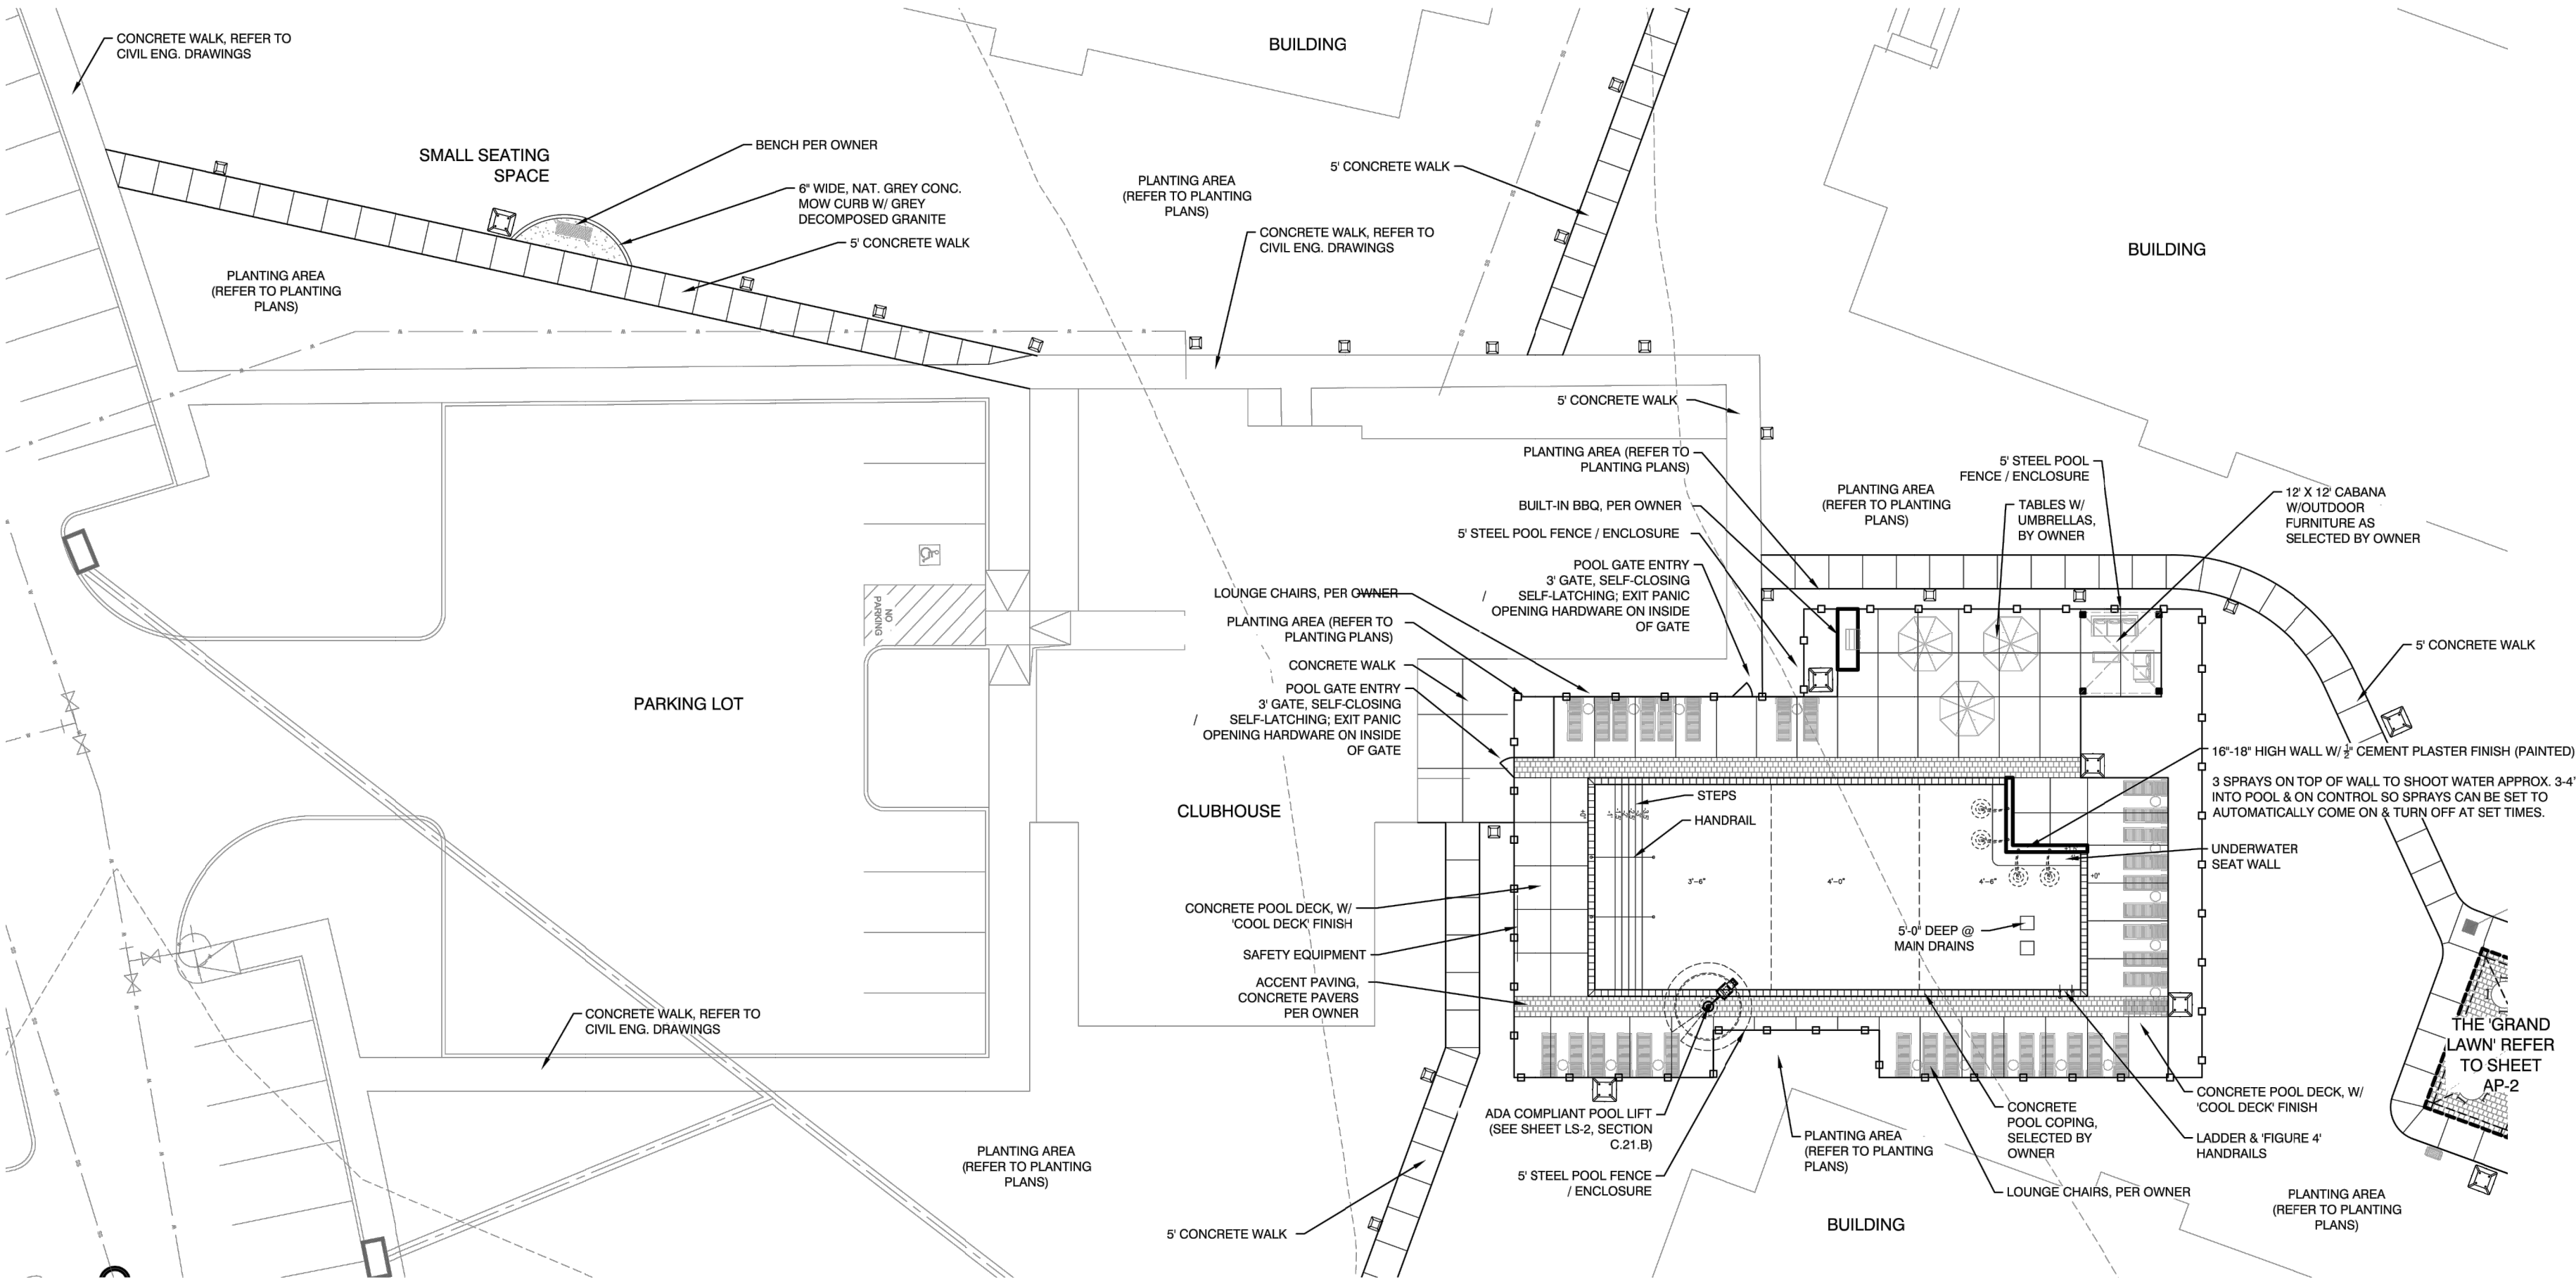 CONCRETE WALK, REFER TO
CIVIL ENG. DRAWINGS
BUILDING
SMALL SEATING
SPACE
BENCH PER OWNER
6" WIDE, NAT. GREY CONC.
MOW CURB W/ GREY
DECOMPOSED GRANITE
5' CONCRETE WALK
PLANTING AREA
(REFER TO PLANTING
PLANS)
PLANTING AREA
(REFER TO PLANTING
PLANS)
5' CONCRETE WALK
CONCRETE WALK, REFER TO
CIVIL ENG. DRAWINGS
BUILDING
5' CONCRETE WALK
PLANTING AREA (REFER TO
PLANTING PLANS)
BUILT-IN BBQ, PER OWNER
5' STEEL POOL FENCE / ENCLOSURE
POOL GATE ENTRY
3' GATE, SELF-CLOSING
/ SELF-LATCHING; EXIT PANIC
OPENING HARDWARE ON INSIDE
OF GATE
PLANTING AREA
(REFER TO PLANTING
PLANS)
5' STEEL POOL
FENCE / ENCLOSURE
TABLES W/
UMBRELLAS,
BY OWNER
12' X 12' CABANA
W/OUTDOOR
FURNITURE AS
SELECTED BY OWNER
LOUNGE CHAIRS, PER OWNER
PLANTING AREA (REFER TO
PLANTING PLANS)
CONCRETE WALK
POOL GATE ENTRY
3' GATE, SELF-CLOSING
/ SELF-LATCHING; EXIT PANIC
OPENING HARDWARE ON INSIDE
OF GATE
5' CONCRETE WALK
NO
PARKING
PARKING LOT
CLUBHOUSE
16"-18" HIGH WALL W/ ½" CEMENT PLASTER FINISH (PAINTED)
3 SPRAYS ON TOP OF WALL TO SHOOT WATER APPROX. 3-4'
INTO POOL & ON CONTROL SO SPRAYS CAN BE SET TO
AUTOMATICALLY COME ON & TURN OFF AT SET TIMES.
UNDERWATER
SEAT WALL
STEPS
HANDRAIL
3'-6"
4'-0"
4'-6"
+0"
5'-0" DEEP @
MAIN DRAINS
CONCRETE POOL DECK, W/
'COOL DECK' FINISH
SAFETY EQUIPMENT
ACCENT PAVING,
CONCRETE PAVERS
PER OWNER
CONCRETE WALK, REFER TO
CIVIL ENG. DRAWINGS
THE 'GRAND
LAWN' REFER
TO SHEET
AP-2
ADA COMPLIANT POOL LIFT
(SEE SHEET LS-2, SECTION
C.21.B)
5' STEEL POOL FENCE
/ ENCLOSURE
PLANTING AREA
(REFER TO PLANTING
PLANS)
CONCRETE
POOL COPING,
SELECTED BY
OWNER
CONCRETE POOL DECK, W/
'COOL DECK' FINISH
LADDER & 'FIGURE 4'
HANDRAILS
LOUNGE CHAIRS, PER OWNER
PLANTING AREA
(REFER TO PLANTING
PLANS)
5' CONCRETE WALK
BUILDING
PLANTING AREA
(REFER TO PLANTING
PLANS)